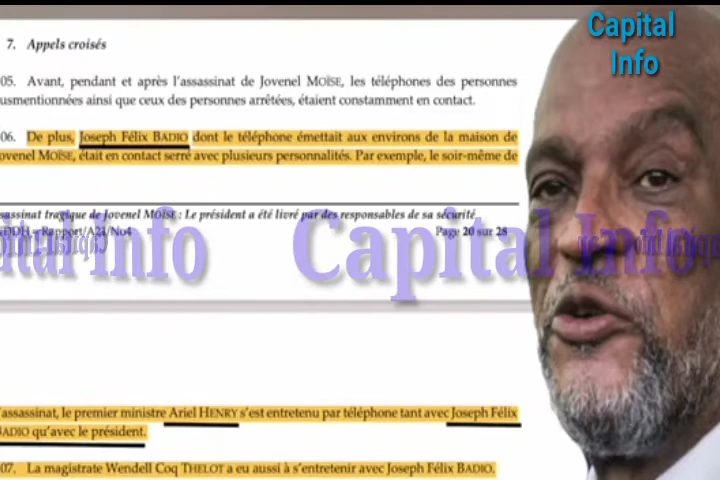 Capital
Info
7. Appels croisés
05. Avant, pendant et après l'assassinat de Jovenel MOÏSE, les téléphones des personnes
usmentionnées ainsi que ceux des personnes arrêtées, étaient constamment en contact.
06. De plus, Joseph Félix BADIO dont le téléphone émettait aux environs de la maison de
ovenel MOÏSE, était en contact serré avec plusieurs personnalités. Par exemple, le soir-même de
sassinat tragique de Jovenel MOÏSE : Le président a été livré par des responsables de sa sécurité
Rapport/A21/No4 Page 20 sur 28
ital Info Capital Info
'assassinat, le premier ministre Ariel HENRY s'est entretenu par téléphone tant avec Joseph Félix
BADIO qu'avec le président.
07. La magistrate Wendell Coq THELOT a eu aussi à s'entretenir avec Joseph Félix BADIO.